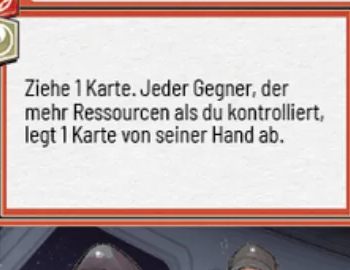 Ziehe 1 Karte. Jeder Gegner, der
mehr Ressourcen als du kontrolliert,
legt 1 Karte von seiner Hand ab.